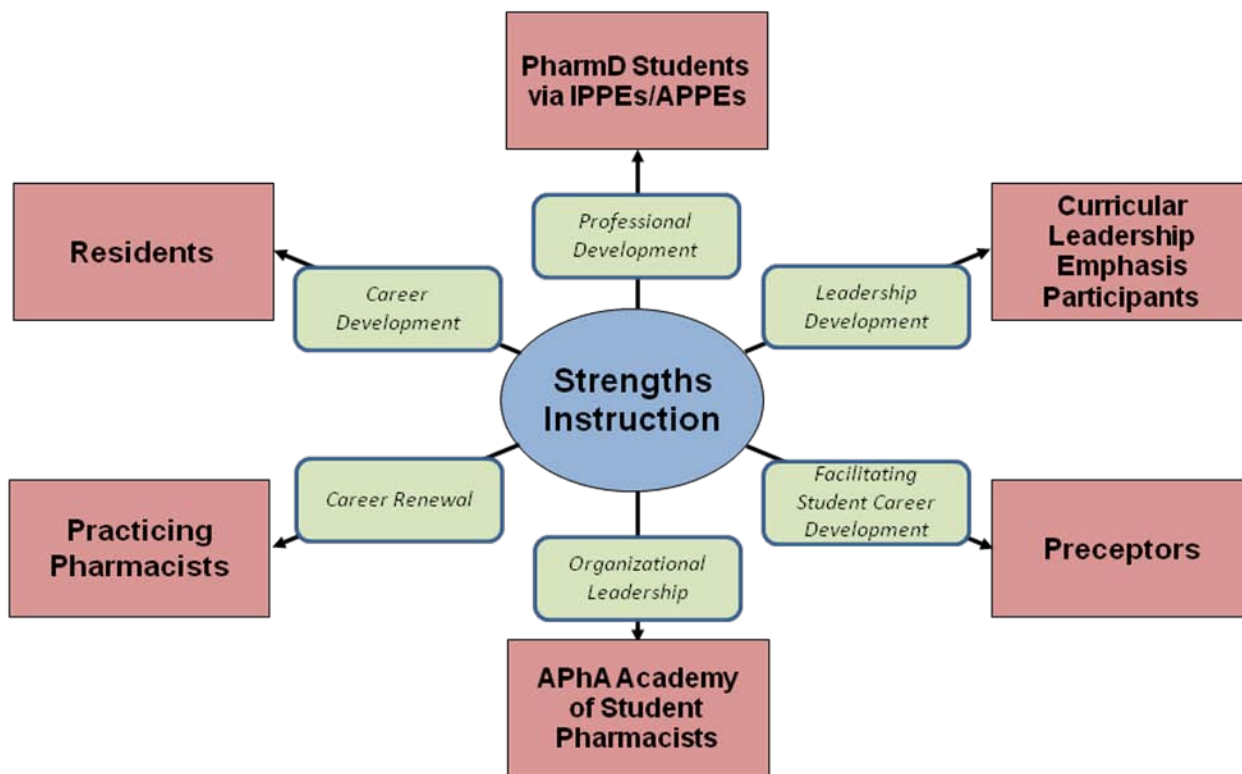 PharmD Students
via IPPEs/APPEs
Professional
Development
Residents
Career
Development
Curricular
Leadership
Emphasis
Participants
Leadership
Development
Strengths
Instruction
Practicing
Pharmacists
Career Renewal
Facilitating
Student Career
Development
Preceptors
Organizational
Leadership
APhA Academy
of Student
Pharmacists